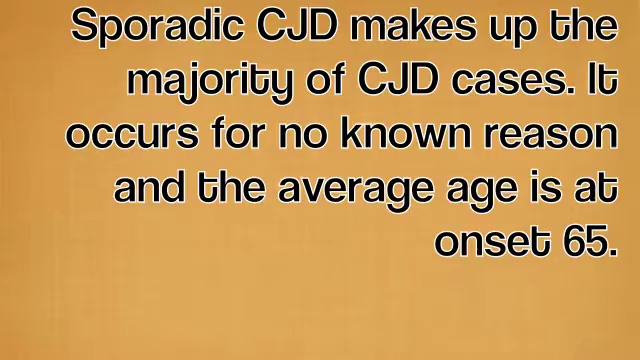 Sporadic CJD makes up the
majority of CJD cases. It
occurs for no known reason
and the average age is at
onset 65.